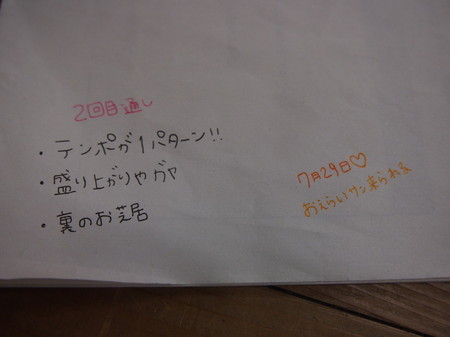 2回目通し
・テンポが1パターン!!
・盛り上がりやガヤ
・裏のお芝居
7月29日♡
おえらいサン来られる